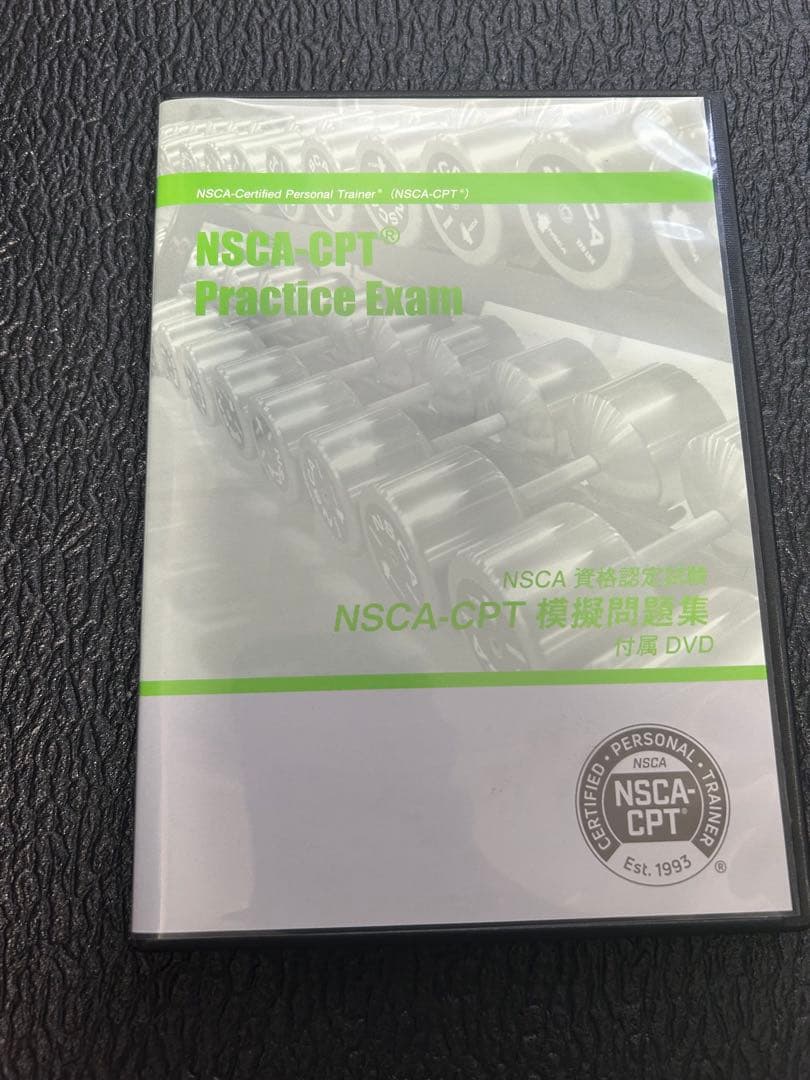 NSCA-Certified Personal Trainer® (NSCA-CPT®)
NSCA-CPT®
Practice Exam
NSCA 資格認定試験
NSCA-CPT 模擬問題集
付属 DVD
CERTIFIED • PERSONAL • TRAINER
NSCA
NSCA-
CPT®
Est. 1993
®